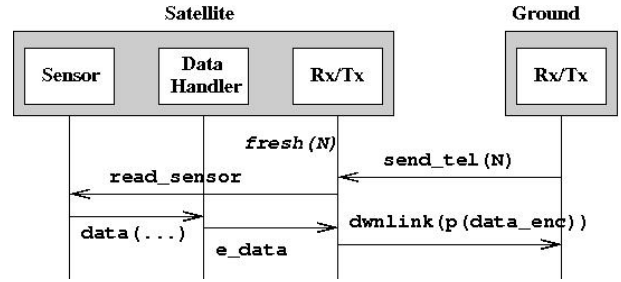 Satellite
Ground
Sensor
Data
Handler
Rx/Tx
Rx/Tx
fresh(N)
send_tel(N)
read_sensor
data(...)
e_data
dwnlink(p(data_enc))